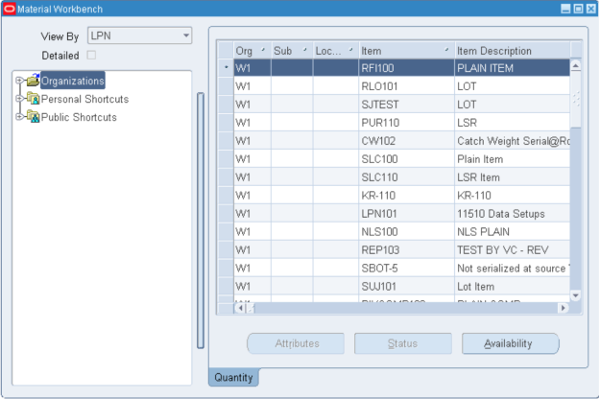 Material Workbench
View By LPN
Detailed
Organizations
Personal Shortcuts
Public Shortcuts
Org Sub Loc... Item Item Description
W1 RFI100 PLAIN ITEM
W1 RLO101 LOT
W1 SJTEST LOT
W1 PUR110 LSR
W1 CW102 Catch Weight Serial@Ro
W1 SLC100 Plain Item
W1 SLC110 LSR Item
W1 KR-110 KR-110
W1 LPN101 11510 Data Setups
W1 NLS100 NLS PLAIN
W1 REP103 TEST BY VC - REV
W1 SBOT-5 Not serialized at source
W1 SUJ101 Lot Item
Attributes Status Availability
Quantity